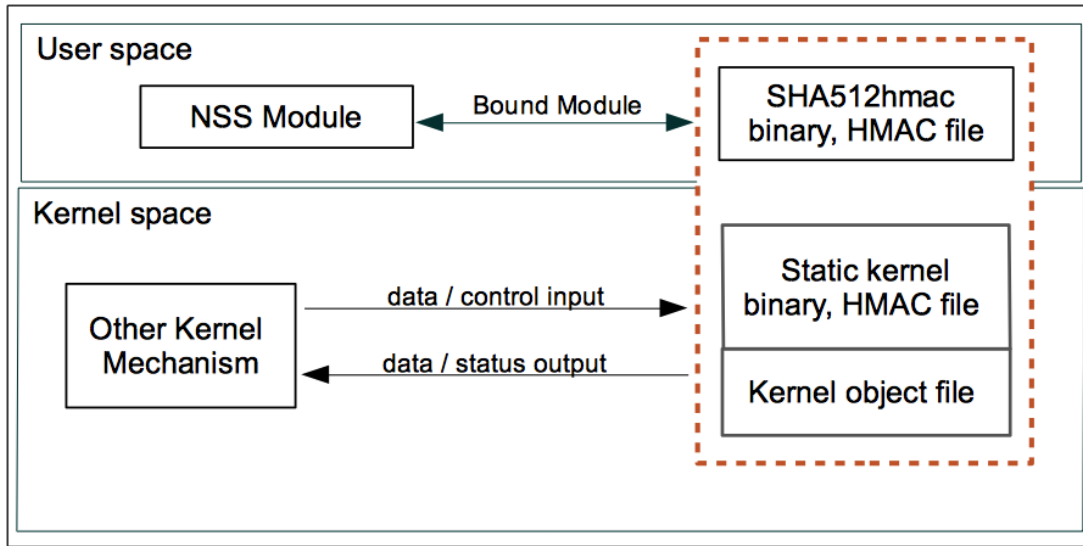 User space
NSS Module
Bound Module
SHA512hmac
binary, HMAC file
Kernel space
Other Kernel
Mechanism
data / control input
data / status output
Static kernel
binary, HMAC file
Kernel object file